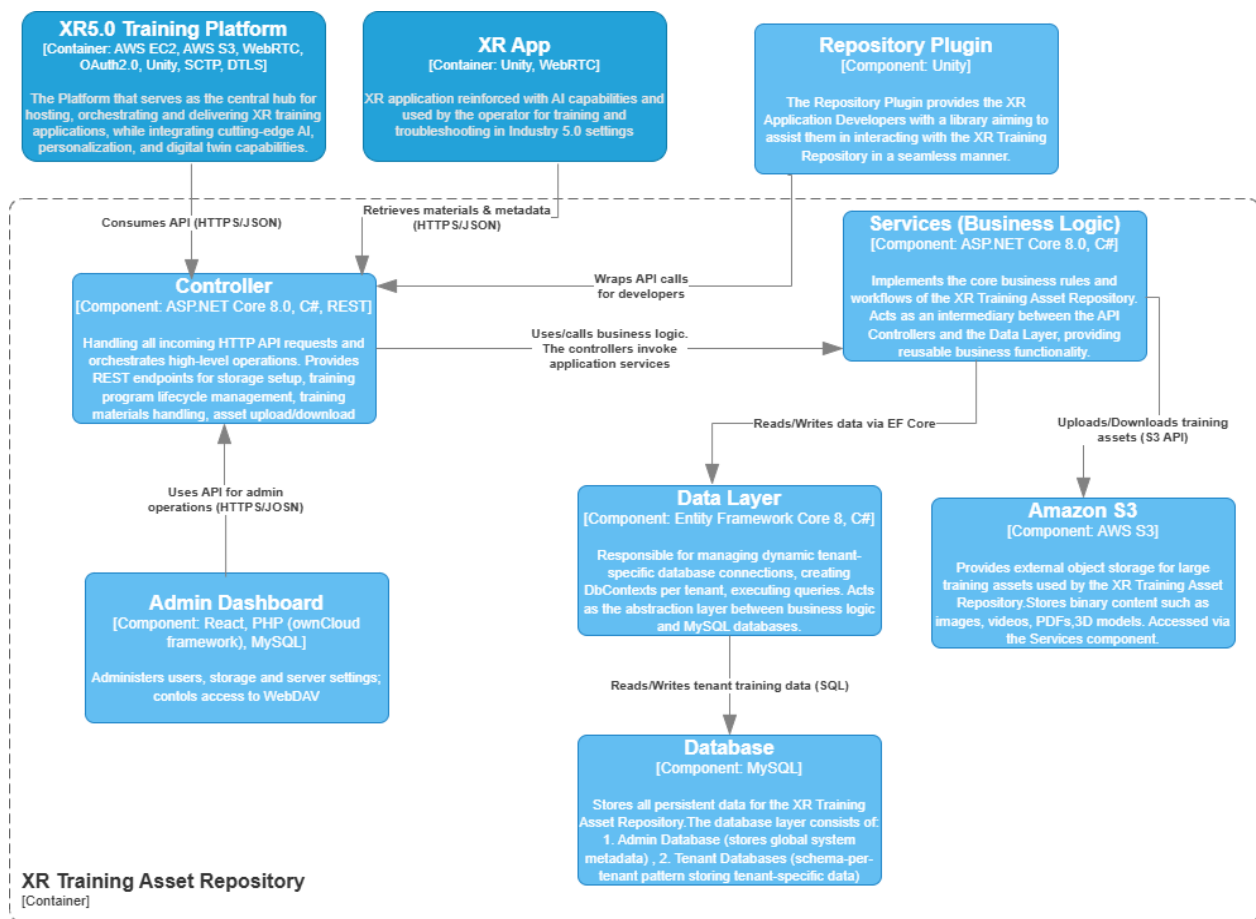 XR5.0 Training Platform
[Container: AWS EC2, AWS S3, WebRTC,
OAuth2.0, Unity, SCTP, DTLS]
The Platform that serves as the central hub for
hosting, orchestrating and delivering XR training
applications, while integrating cutting-edge AI,
personalization, and digital twin capabilities.
XR App
[Container: Unity, WebRTC]
XR application reinforced with AI capabilities and
used by the operator for training and
troubleshooting in Industry 5.0 settings
Repository Plugin
[Component: Unity]
The Repository Plugin provides the XR
Application Developers with a library aiming to
assist them in interacting with the XR Training
Repository in a seamless manner.
Consumes API (HTTPS/JSON)
Retrieves materials & metadata
(HTTPS/JSON)
Wraps API calls
for developers
Controller
[Component: ASP.NET Core 8.0, C#, REST]
Handling all incoming HTTP API requests and
orchestrates high-level operations. Provides
REST endpoints for storage setup, training
program lifecycle management, training
materials handling, asset upload/download
Uses/calls business logic.
The controllers invoke
application services
Services (Business Logic)
[Component: ASP.NET Core 8.0, C#]
Implements the core business rules and
workflows of the XR Training Asset Repository.
Acts as an intermediary between the API
Controllers and the Data Layer, providing
reusable business functionality.
Reads/Writes data via EF Core
Uploads/Downloads training
assets (S3 API)
Uses API for admin
operations (HTTPS/JOSN)
Data Layer
[Component: Entity Framework Core 8, C#]
Responsible for managing dynamic tenant-
specific database connections, creating
DbContexts per tenant, executing queries. Acts
as the abstraction layer between business logic
and MySQL databases.
Amazon S3
[Component: AWS S3]
Provides external object storage for large
training assets used by the XR Training Asset
Repository.Stores binary content such as
images, videos, PDFs,3D models. Accessed via
the Services component.
Admin Dashboard
[Component: React, PHP (ownCloud
framework), MySQL]
Administers users, storage and server settings;
contols access to WebDAV
Reads/Writes tenant training data (SQL)
Database
[Component: MySQL]
Stores all persistent data for the XR Training
Asset Repository.The database layer consists of:
1. Admin Database (stores global system
metadata) , 2. Tenant Databases (schema-per-
tenant pattern storing tenant-specific data)
XR Training Asset Repository
[Container]